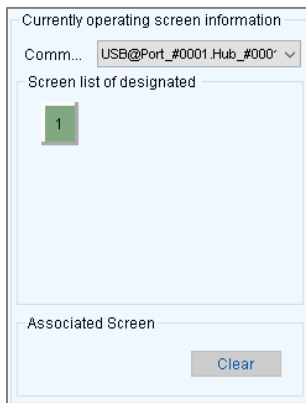 Currently operating screen information
Comm... USB@Port_#0001.Hub_#000
Screen list of designated
1
Associated Screen
Clear